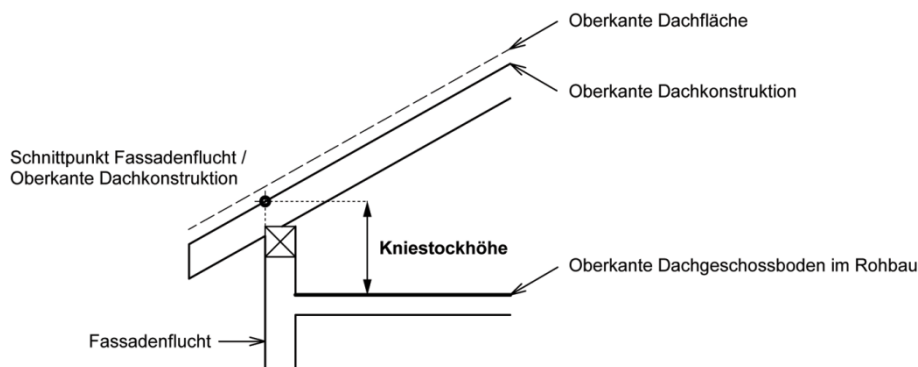 Oberkante Dachfläche
Oberkante Dachkonstruktion
Schnittpunkt Fassadenflucht /
Oberkante Dachkonstruktion
Kniestockhöhe
Oberkante Dachgeschossboden im Rohbau
Fassadenflucht